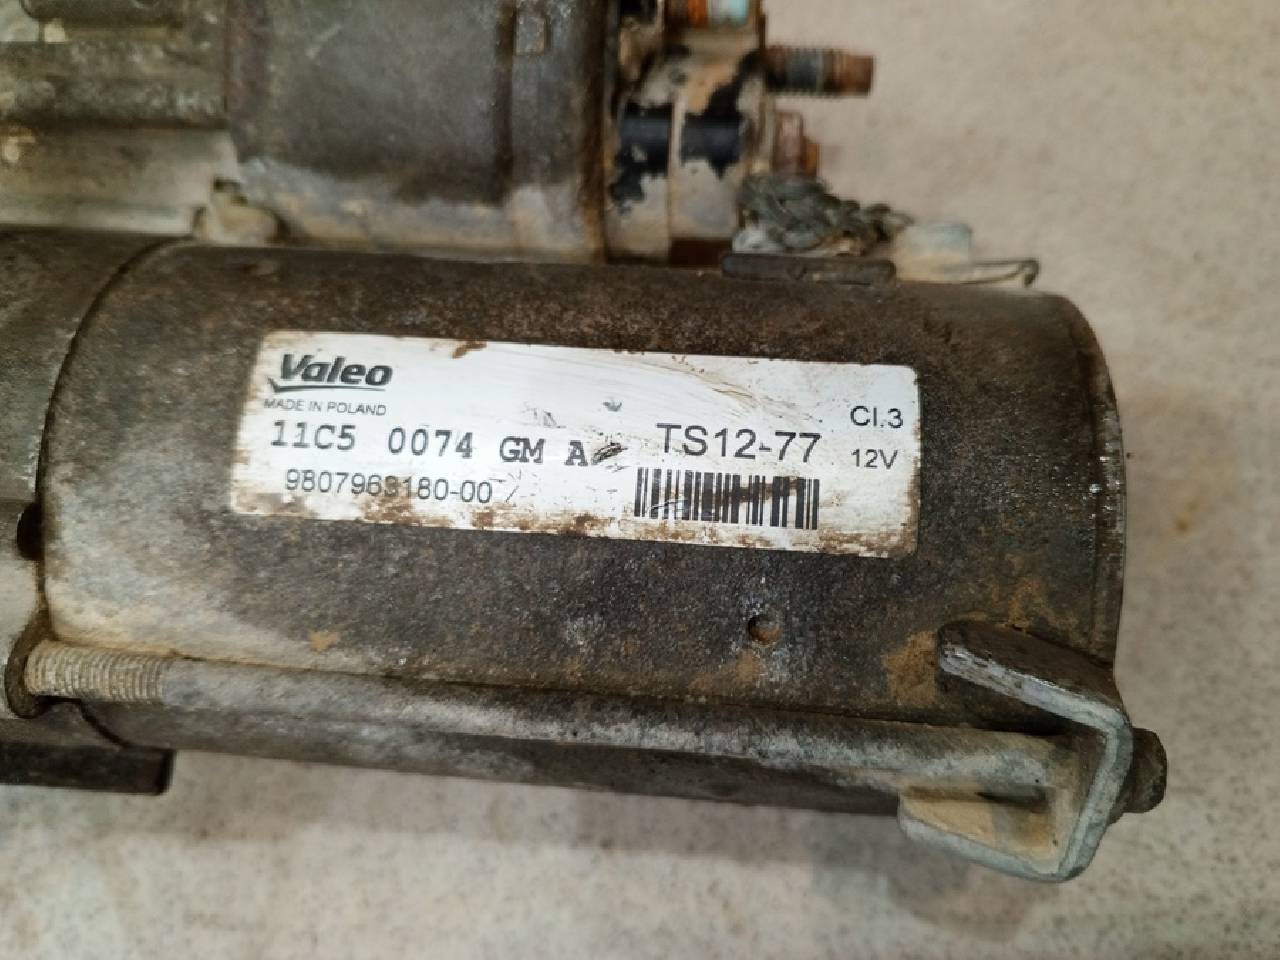 Valeo
MADE IN POLAND
11C5 0074 GM A
9807963180-00
TS12-77
Cl.3
12V